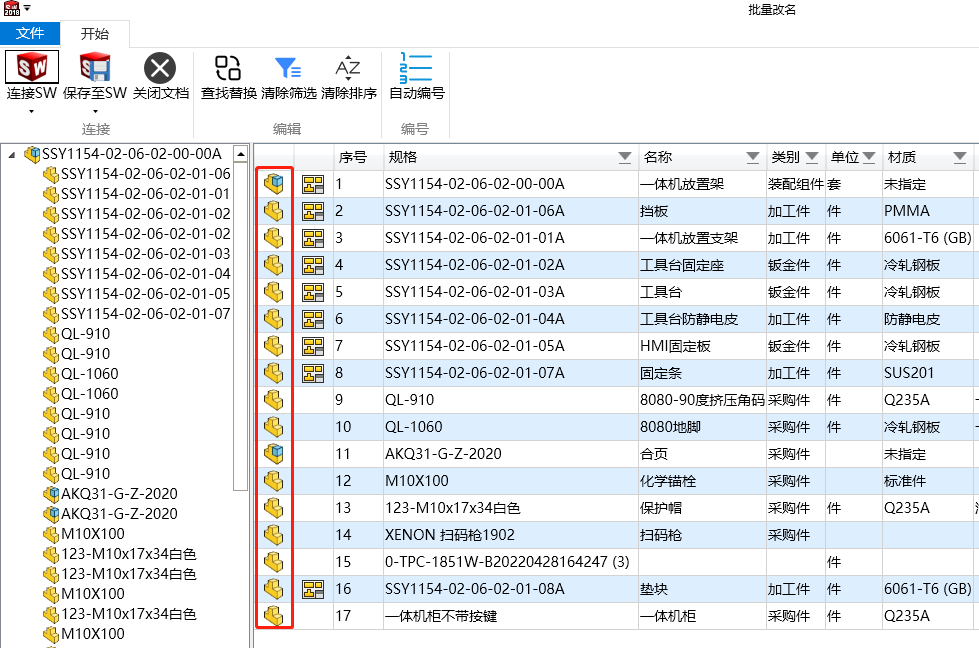 批量改名
文件 开始
连接SW 保存至SW 关闭文档 查找替换 清除筛选 清除排序 自动编号
连接 编辑 编号
SSY1154-02-06-02-00-00A
SSY1154-02-06-02-01-06
SSY1154-02-06-02-01-01
SSY1154-02-06-02-01-02
SSY1154-02-06-02-01-02
SSY1154-02-06-02-01-03
SSY1154-02-06-02-01-04
SSY1154-02-06-02-01-05
SSY1154-02-06-02-01-07
QL-910
QL-910
QL-1060
QL-1060
QL-910
QL-910
QL-910
QL-910
AKQ31-G-Z-2020
AKQ31-G-Z-2020
M10X100
123-M10x17x34白色
123-M10x17x34白色
M10X100
123-M10x17x34白色
M10X100
序号 规格 名称 类别 单位 材质
1 SSY1154-02-06-02-00-00A 一体机放置架 装配组件 套 未指定
2 SSY1154-02-06-02-01-06A 挡板 加工件 件 PMMA
3 SSY1154-02-06-02-01-01A 一体机放置支架 加工件 件 6061-T6 (GB)
4 SSY1154-02-06-02-01-02A 工具台固定座 钣金件 件 冷轧钢板
5 SSY1154-02-06-02-01-03A 工具台 钣金件 件 冷轧钢板
6 SSY1154-02-06-02-01-04A 工具台防静电皮 加工件 件 防静电皮
7 SSY1154-02-06-02-01-05A HMI固定板 钣金件 件 冷轧钢板
8 SSY1154-02-06-02-01-07A 固定条 加工件 件 SUS201
9 QL-910 8080-90度挤压角码 采购件 件 Q235A
10 QL-1060 8080地脚 采购件 件 冷轧钢板
11 AKQ31-G-Z-2020 合页 采购件 未指定
12 M10X100 化学锚栓 采购件 标准件
13 123-M10x17x34白色 保护帽 采购件 件 Q235A
14 XENON 扫码枪1902 扫码枪 采购件
15 0-TPC-1851W-B20220428164247 (3) 件
16 SSY1154-02-06-02-01-08A 垫块 加工件 件 6061-T6 (GB)
17 一体机柜不带按键 一体机柜 采购件 件 Q235A